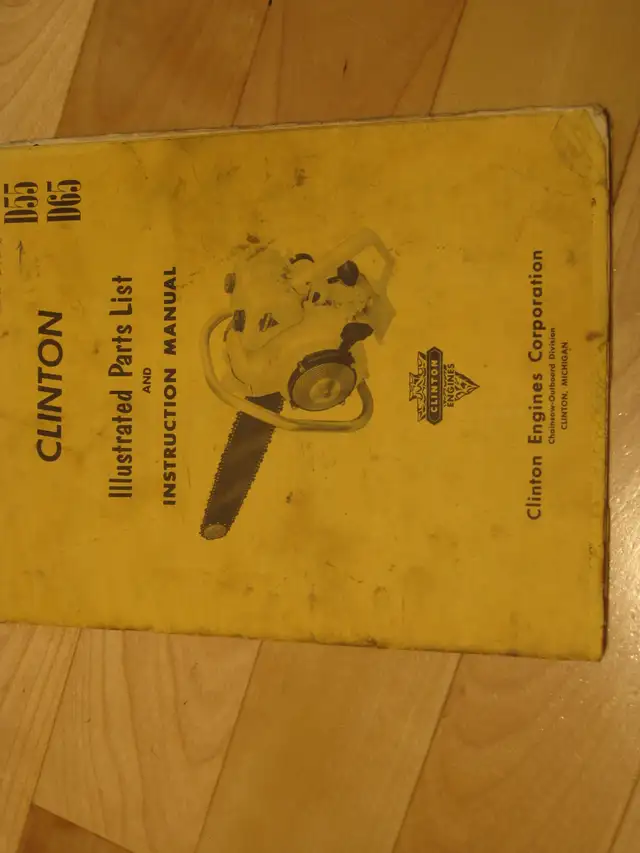 D55
D65
CLINTON
Illustrated Parts List
AND
INSTRUCTION MANUAL
CLINTON
ENGINES
Clinton Engines Corporation
Chainsaw-Outboard Division
CLINTON, MICHIGAN